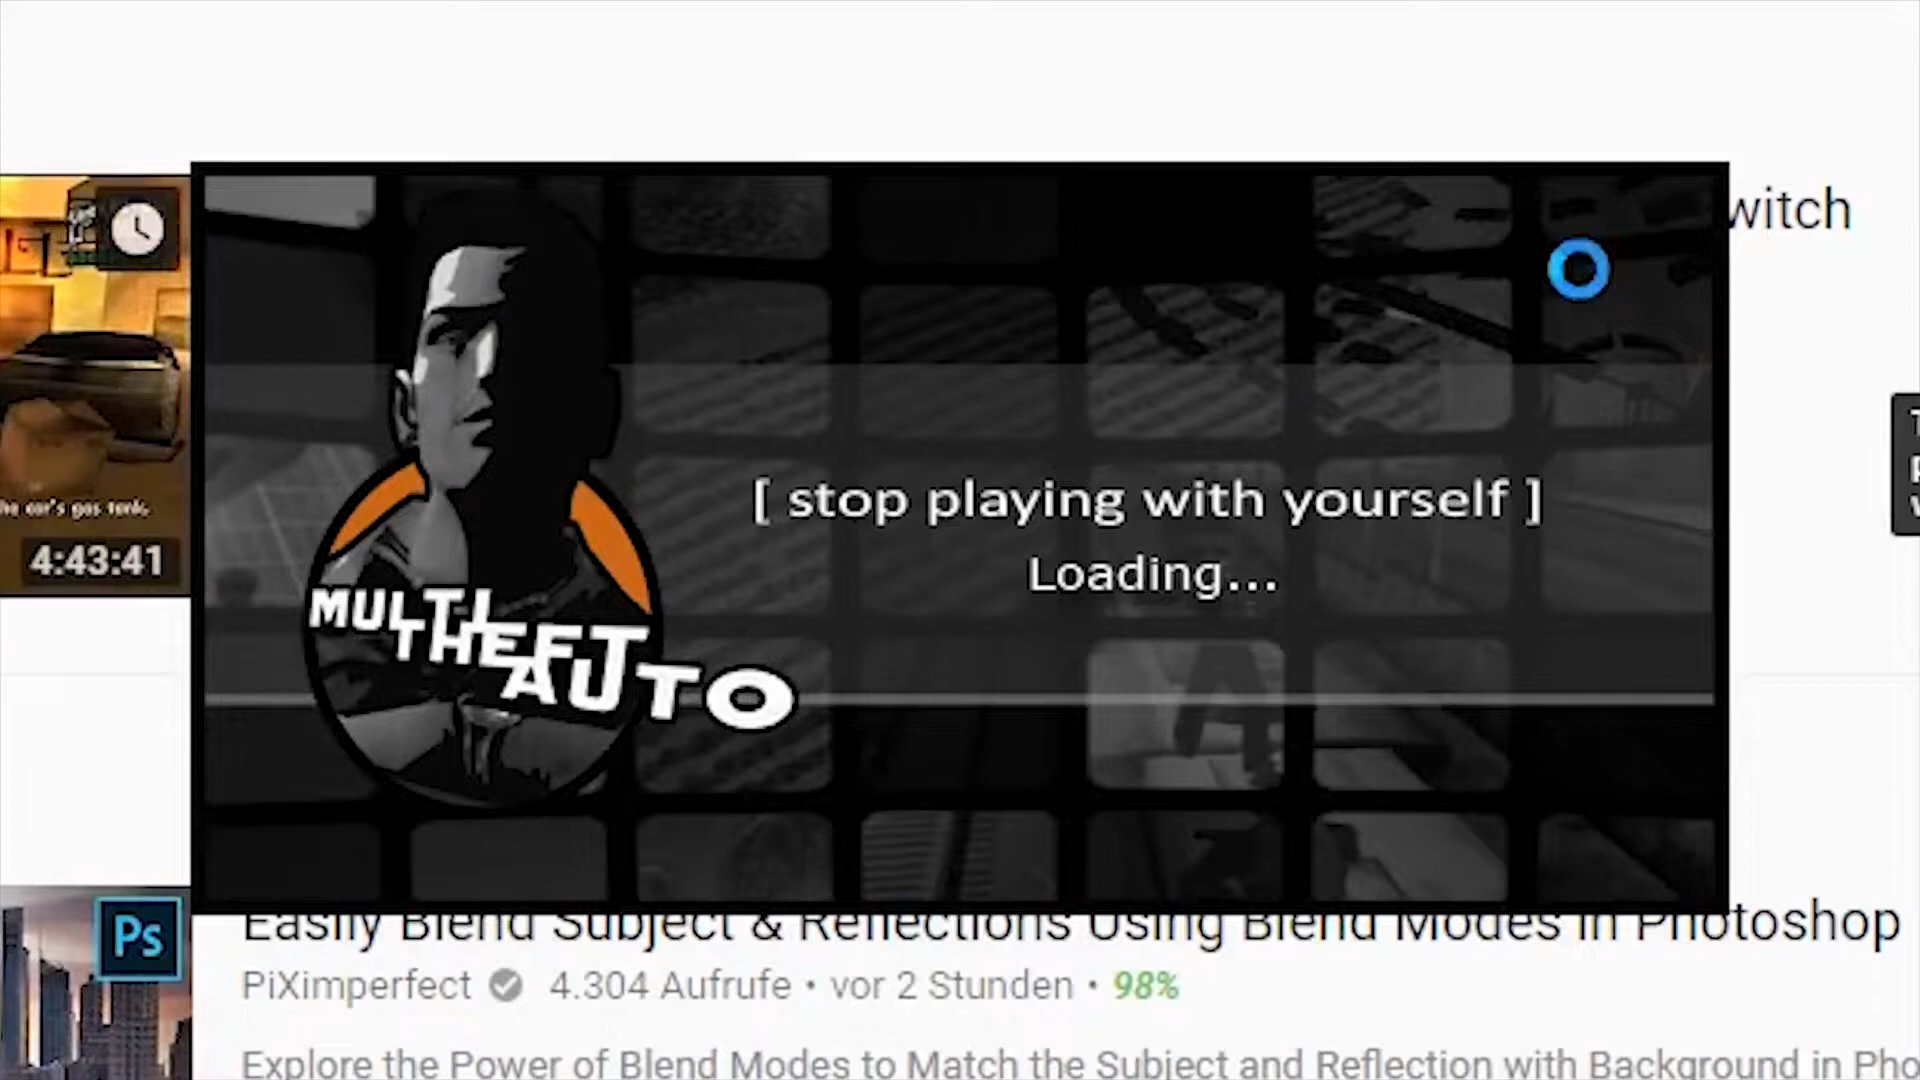 witch
he car's gas tank.
4:43:41
[ stop playing with yourself ]
Loading...
MULTI
THEFT
AUTO
Ps
Easily Blend Subject & Reflections Using Blend Modes in Photoshop
PiXimperfect 4.304 Aufrufe • vor 2 Stunden • 98%
Explore the Power of Blend Modes to Match the Subject and Reflection with Background in Pho